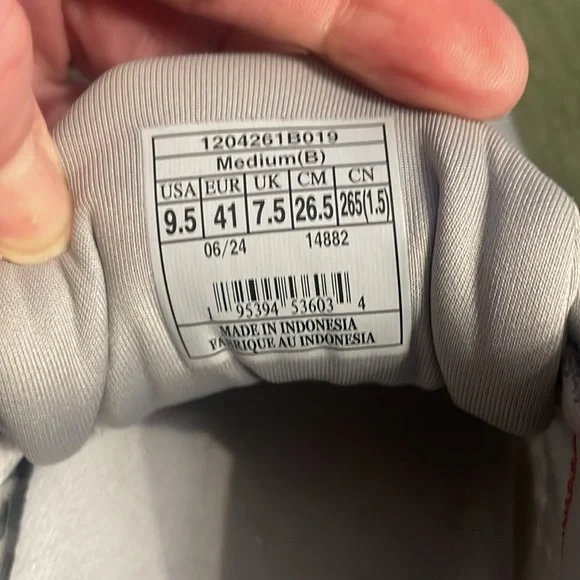 1204261B019
Medium(B)
USA EUR UK CM CN
9.5 41 7.5 26.5 265(1.5)
06/24 14882
1 95394 53603 4
MADE IN INDONESIA
FABRIQUE AU INDONESIA